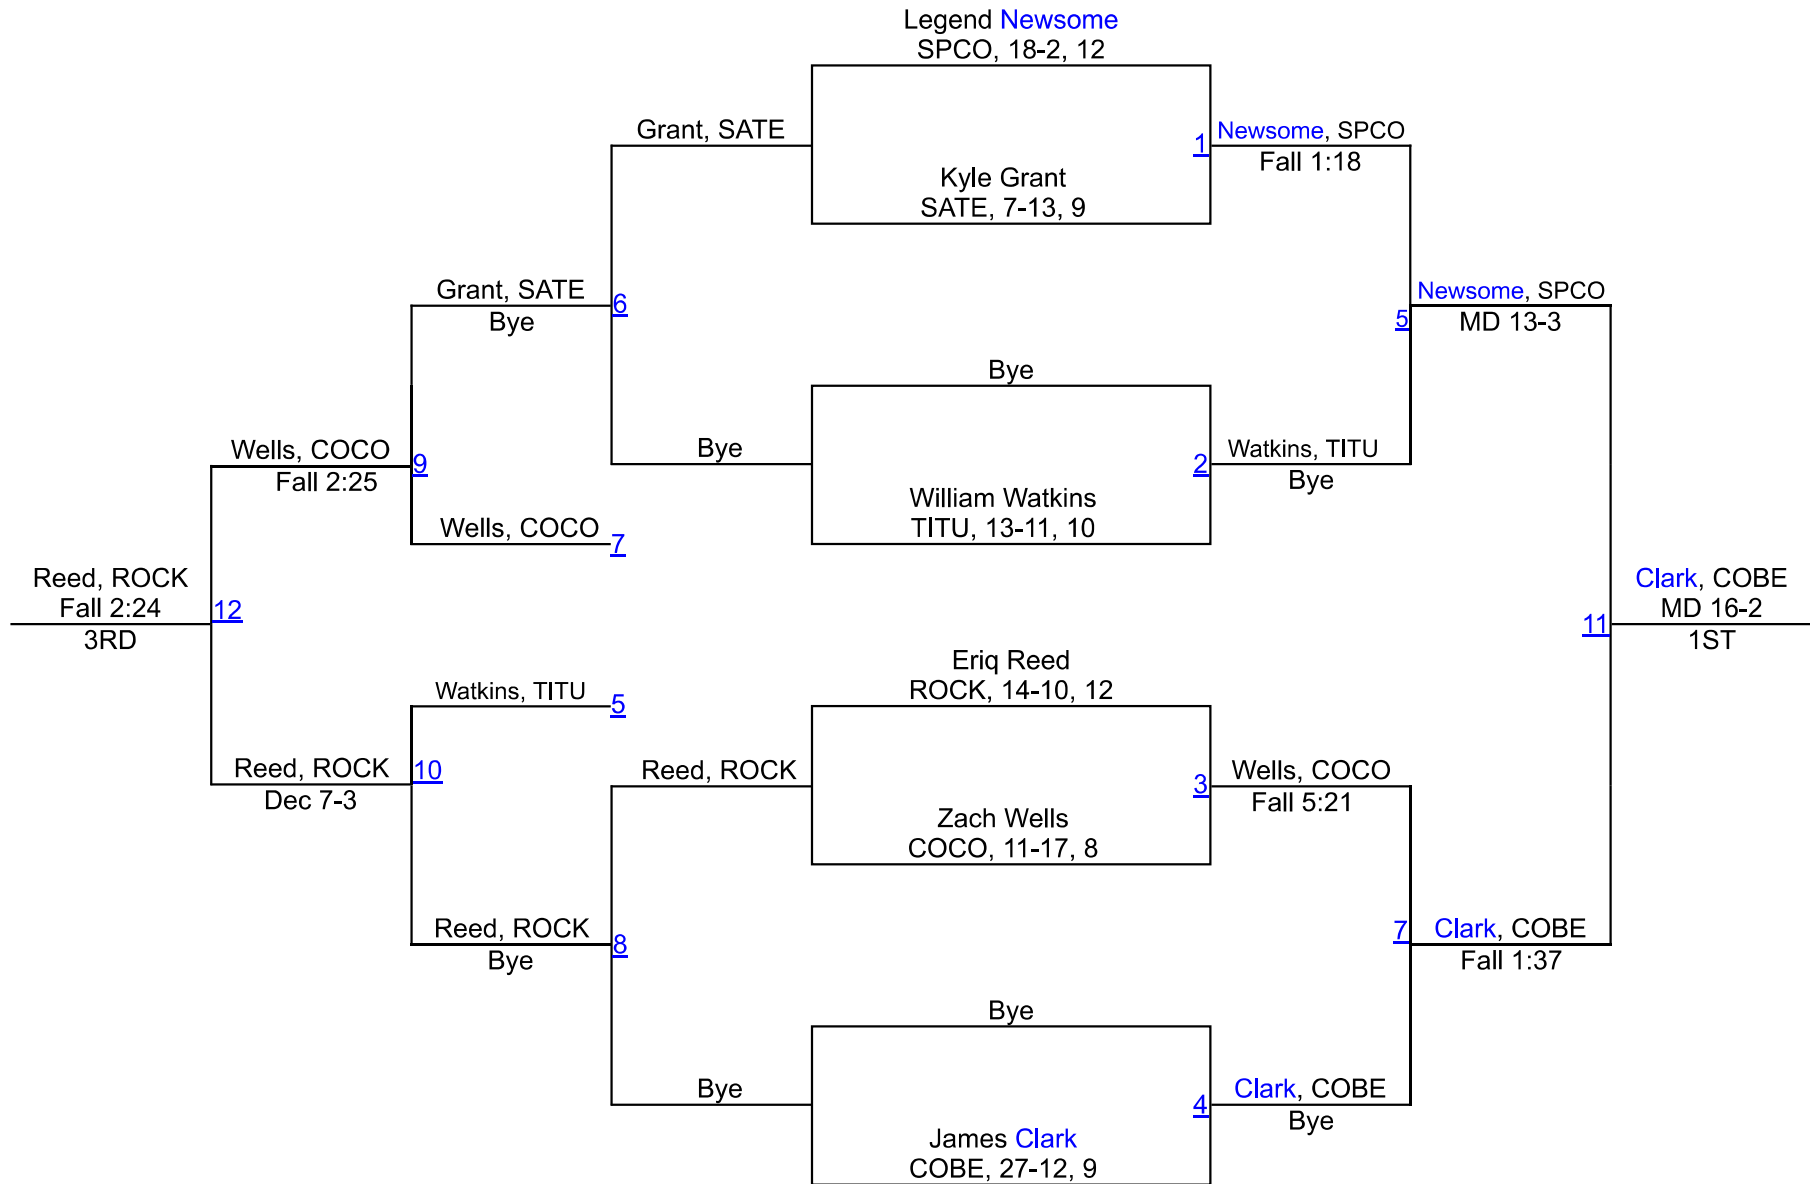 Legend Newsome
SPCO, 18-2, 12
Grant, SATE
1
Newsome, SPCO
Fall 1:18
Kyle Grant
SATE, 7-13, 9
Grant, SATE
Bye
6
Newsome, SPCO
MD 13-3
5
Bye
Wells, COCO
Fall 2:25
9
Bye
2
Watkins, TITU
Bye
William Watkins
TITU, 13-11, 10
Wells, COCO
7
Reed, ROCK
Fall 2:24
3RD
12
Clark, COBE
MD 16-2
1ST
11
Eriq Reed
ROCK, 14-10, 12
Watkins, TITU
5
Reed, ROCK
Dec 7-3
10
Reed, ROCK
3
Wells, COCO
Fall 5:21
Zach Wells
COCO, 11-17, 8
Reed, ROCK
Bye
8
7
Clark, COBE
Fall 1:37
Bye
Bye
4
Clark, COBE
Bye
James Clark
COBE, 27-12, 9